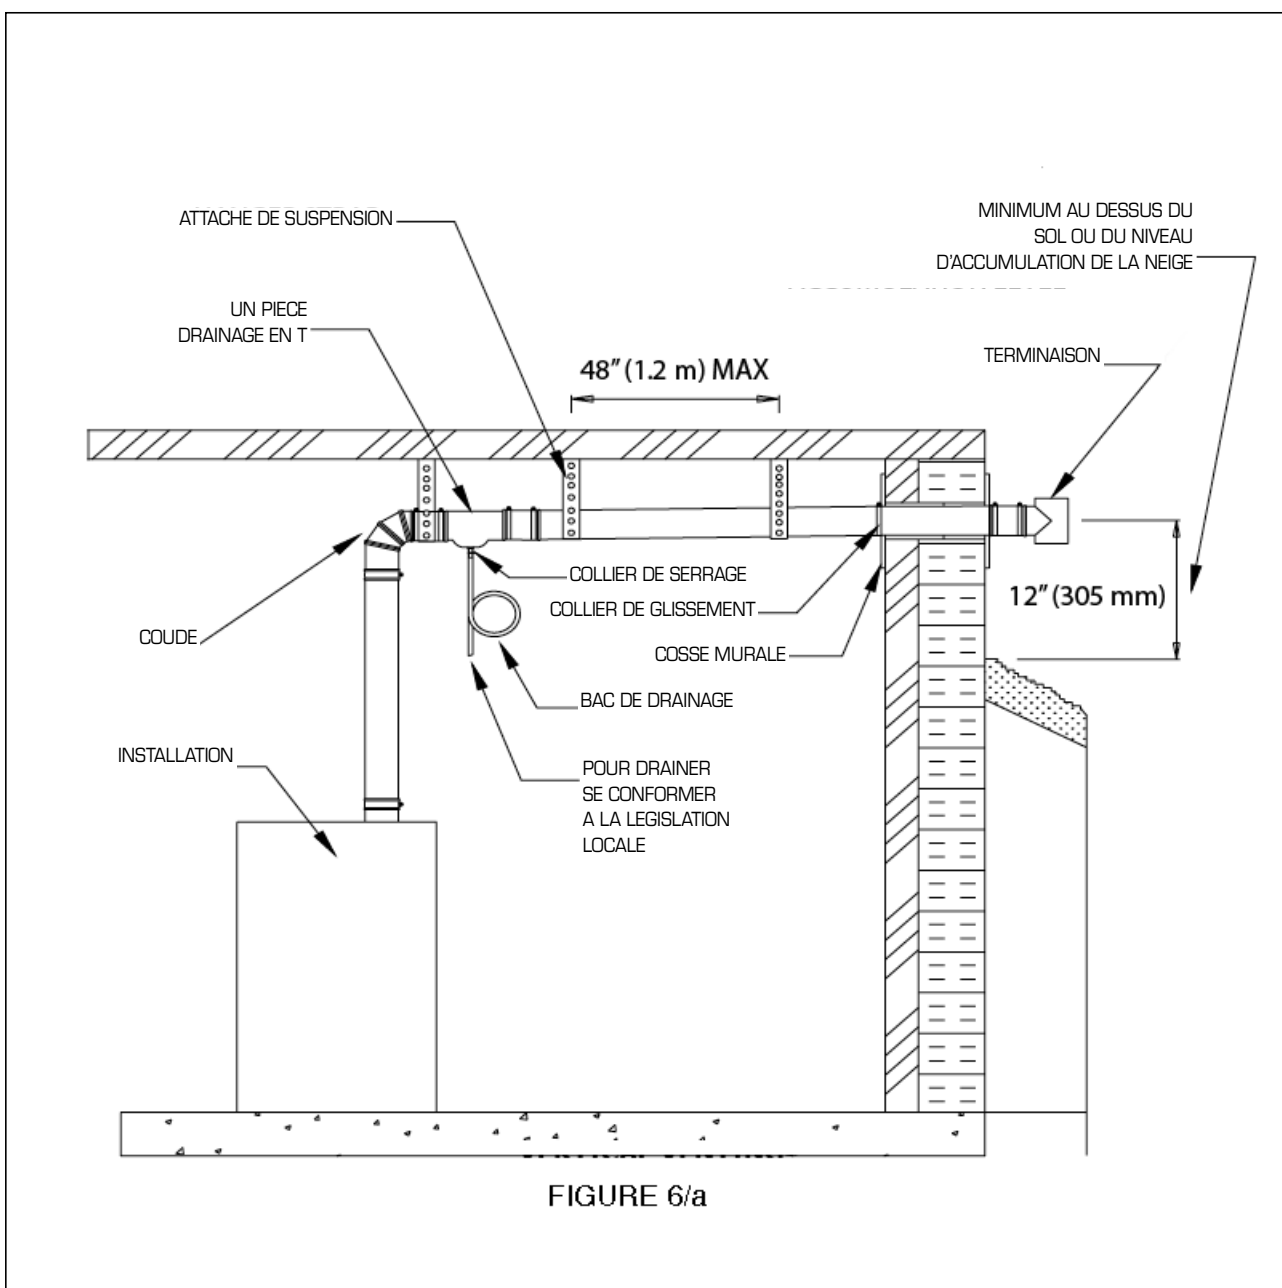 ATTACHE DE SUSPENSION
MINIMUM AU DESSUS DU
SOL OU DU NIVEAU
D'ACCUMULATION DE LA NEIGE
UN PIECE
DRAINAGE EN T
TERMINAISON
48" (1.2 m) MAX
COLLIER DE SERRAGE
COLLIER DE GLISSEMENT
12" (305 mm)
COUDE
COSSE MURALE
BAC DE DRAINAGE
INSTALLATION
POUR DRAINER
SE CONFORMER
A LA LEGISLATION
LOCALE
FIGURE 6/a